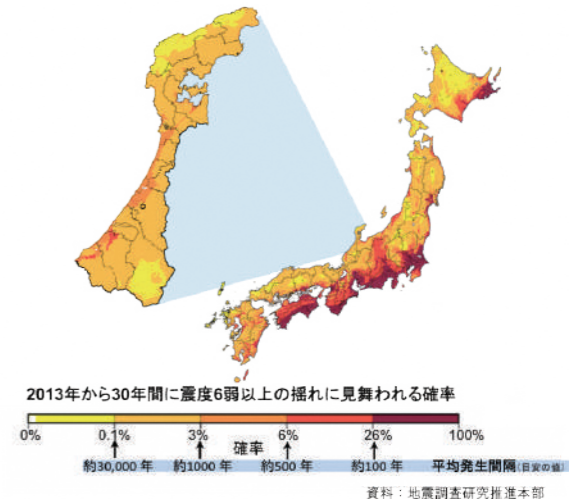 2013年から30年間に震度6弱以上の揺れに見舞われる確率
0% 0.1% 3% 6% 26% 100%
確率
約30,000 年 約1000 年 約500 年 約100 年 平均発生間隔(目安の値)
資料：地震調査研究推進本部